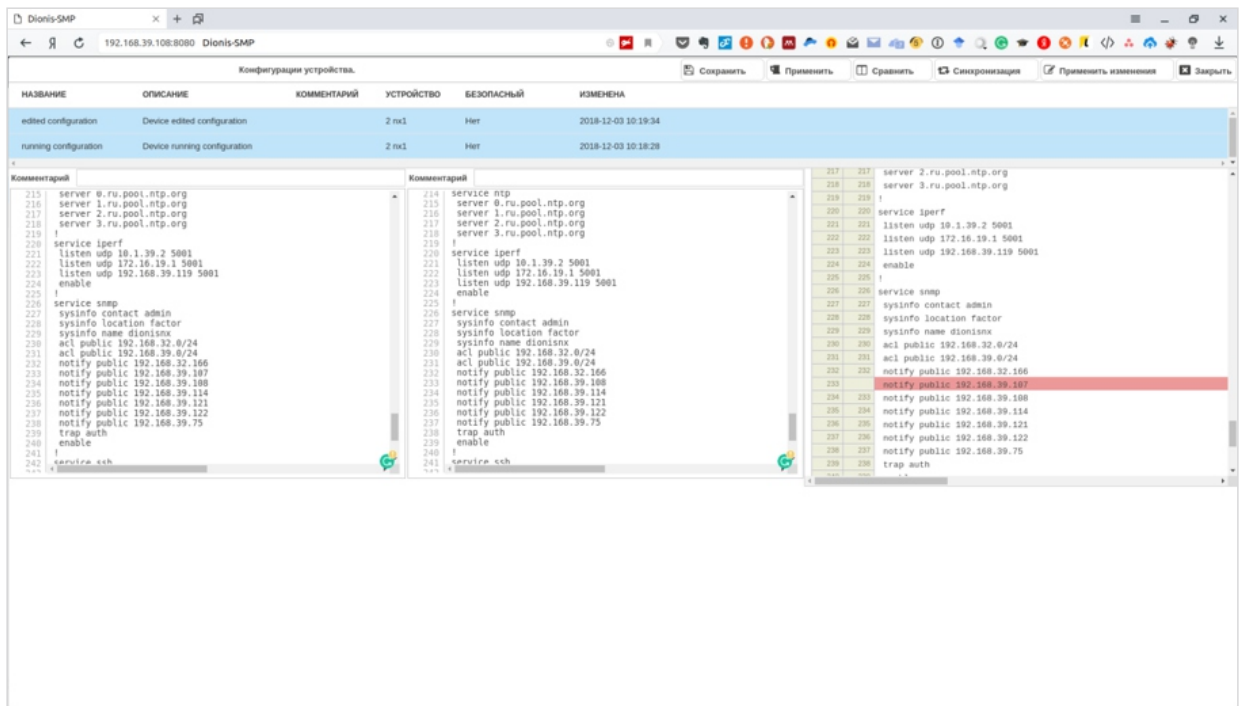 Dionis-SMP
192.168.39.108:8080 Dionis-SMP
Конфигурации устройства.
Сохранить Применить Сравнить Синхронизация Применить изменения Закрыть
НАЗВАНИЕ ОПИСАНИЕ КОММЕНТАРИЙ УСТРОЙСТВО БЕЗОПАСНЫЙ ИЗМЕНЕНА
edited configuration Device edited configuration 2 nx1 Нет 2018-12-03 10:19:34
running configuration Device running configuration 2 nx1 Нет 2018-12-03 10:18:28
Комментарий
215 server 0.ru.pool.ntp.org
216 server 1.ru.pool.ntp.org
217 server 2.ru.pool.ntp.org
218 server 3.ru.pool.ntp.org
219 !
220 service iperf
221 listen udp 10.1.39.2 5001
222 listen udp 172.16.19.1 5001
223 listen udp 192.168.39.119 5001
224 enable
225 !
226 service snmp
227 sysinfo contact admin
228 sysinfo location factor
229 sysinfo name dionisnx
230 acl public 192.168.32.0/24
231 acl public 192.168.39.0/24
232 notify public 192.168.32.166
233 notify public 192.168.39.107
234 notify public 192.168.39.108
235 notify public 192.168.39.114
236 notify public 192.168.39.121
237 notify public 192.168.39.122
238 notify public 192.168.39.75
239 trap auth
240 enable
241 !
242 service ssh
Комментарий
214 service ntp
215 server 0.ru.pool.ntp.org
216 server 1.ru.pool.ntp.org
217 server 2.ru.pool.ntp.org
218 server 3.ru.pool.ntp.org
219 !
220 service iperf
221 listen udp 10.1.39.2 5001
222 listen udp 172.16.19.1 5001
223 listen udp 192.168.39.119 5001
224 enable
225 !
226 service snmp
227 sysinfo contact admin
228 sysinfo location factor
229 sysinfo name dionisnx
230 acl public 192.168.32.0/24
231 acl public 192.168.39.0/24
232 notify public 192.168.32.166
233 notify public 192.168.39.108
234 notify public 192.168.39.114
235 notify public 192.168.39.121
236 notify public 192.168.39.122
237 notify public 192.168.39.75
238 trap auth
239 enable
240 !
241 service ssh
217 217 server 2.ru.pool.ntp.org
218 218 server 3.ru.pool.ntp.org
219 219 !
220 220 service iperf
221 221 listen udp 10.1.39.2 5001
222 222 listen udp 172.16.19.1 5001
223 223 listen udp 192.168.39.119 5001
224 224 enable
225 225 !
226 226 service snmp
227 227 sysinfo contact admin
228 228 sysinfo location factor
229 229 sysinfo name dionisnx
230 230 acl public 192.168.32.0/24
231 231 acl public 192.168.39.0/24
232 232 notify public 192.168.32.166
233 notify public 192.168.39.107
234 233 notify public 192.168.39.108
235 234 notify public 192.168.39.114
236 235 notify public 192.168.39.121
237 236 notify public 192.168.39.122
238 237 notify public 192.168.39.75
239 238 trap auth